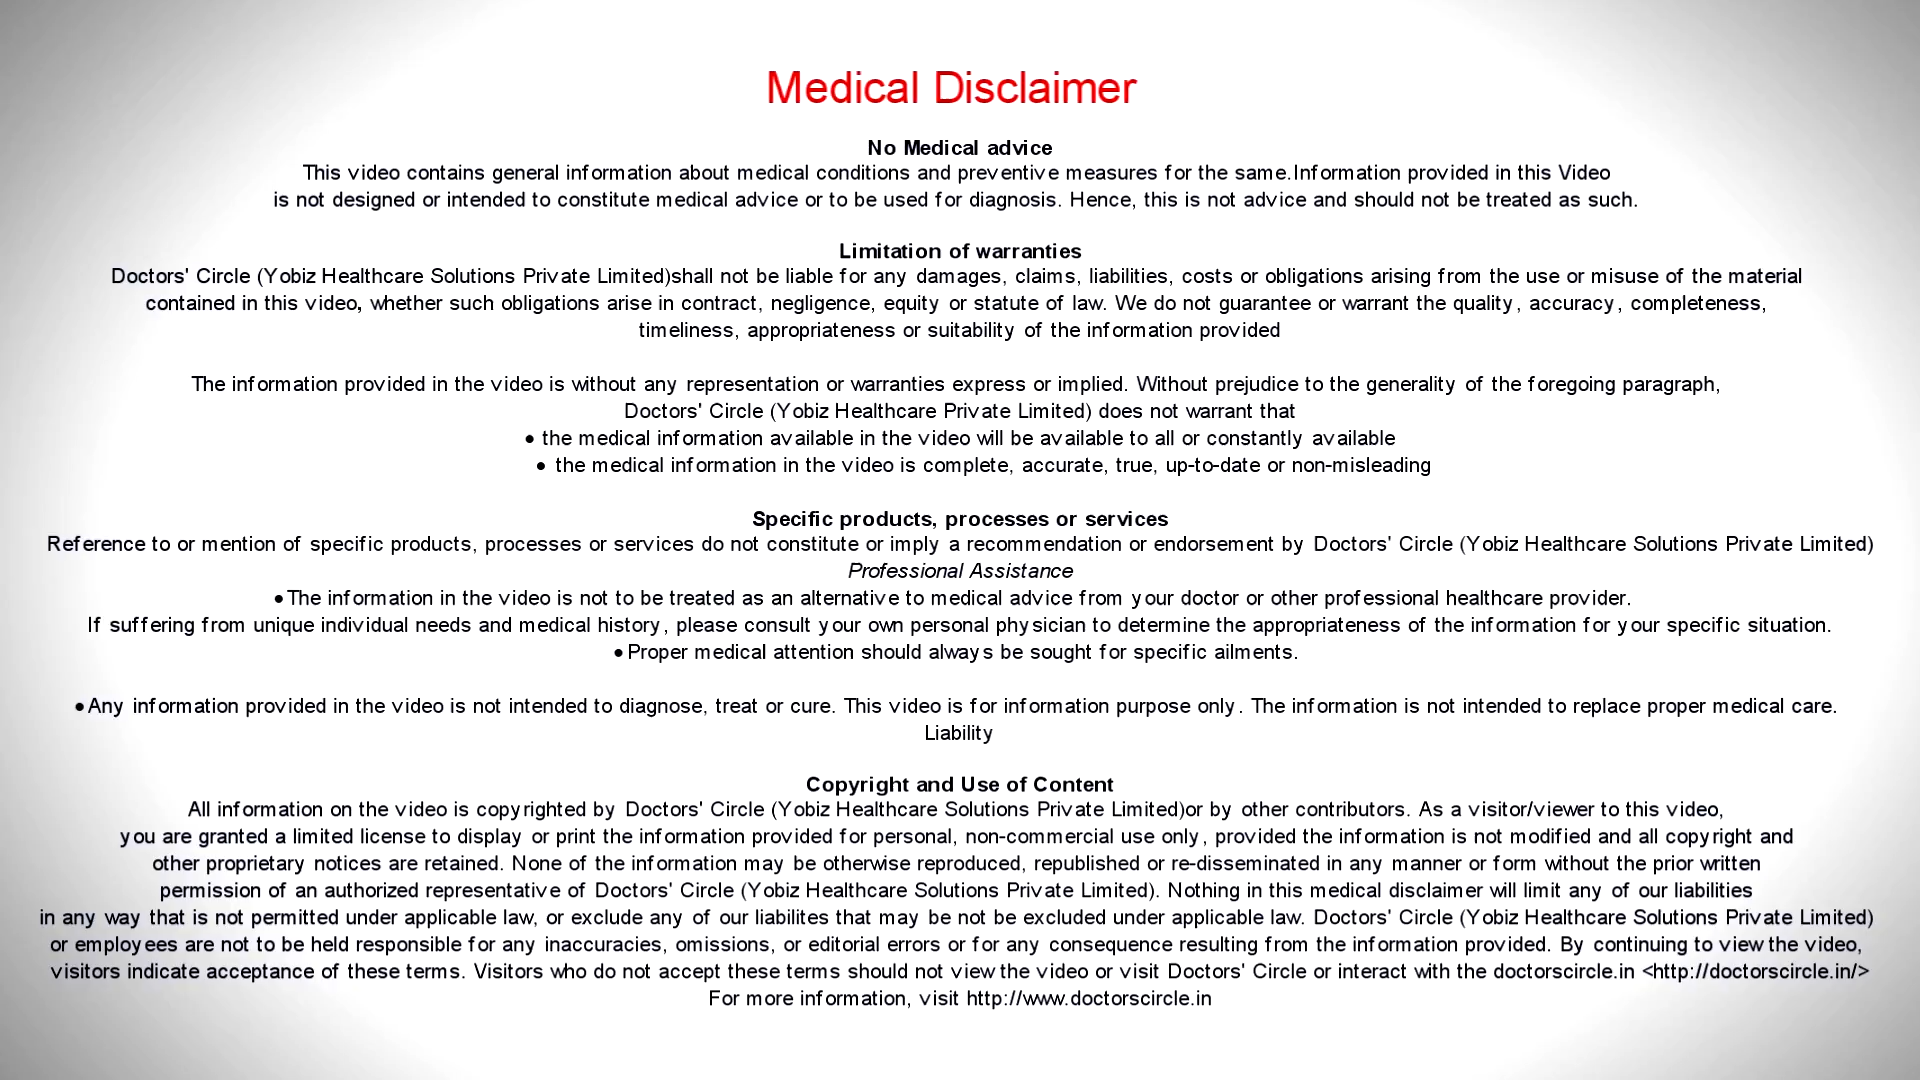 Medical Disclaimer
No Medical advice
This video contains general information about medical conditions and preventive measures for the same.Information provided in this Video
is not designed or intended to constitute medical advice or to be used for diagnosis. Hence, this is not advice and should not be treated as such.
Limitation of warranties
Doctors' Circle (Yobiz Healthcare Solutions Private Limited)shall not be liable for any damages, claims, liabilities, costs or obligations arising from the use or misuse of the material
contained in this video, whether such obligations arise in contract, negligence, equity or statute of law. We do not guarantee or warrant the quality, accuracy, completeness,
timeliness, appropriateness or suitability of the information provided
The information provided in the video is without any representation or warranties express or implied. Without prejudice to the generality of the foregoing paragraph,
Doctors' Circle (Yobiz Healthcare Private Limited) does not warrant that
• the medical information available in the video will be available to all or constantly available
• the medical information in the video is complete, accurate, true, up-to-date or non-misleading
Specific products, processes or services
Reference to or mention of specific products, processes or services do not constitute or imply a recommendation or endorsement by Doctors' Circle (Yobiz Healthcare Solutions Private Limited)
Professional Assistance
•The information in the video is not to be treated as an alternative to medical advice from your doctor or other professional healthcare provider.
If suffering from unique individual needs and medical history, please consult your own personal physician to determine the appropriateness of the information for your specific situation.
•Proper medical attention should always be sought for specific ailments.
•Any information provided in the video is not intended to diagnose, treat or cure. This video is for information purpose only. The information is not intended to replace proper medical care.
Liability
Copyright and Use of Content
All information on the video is copyrighted by Doctors' Circle (Yobiz Healthcare Solutions Private Limited)or by other contributors. As a visitor/viewer to this video,
you are granted a limited license to display or print the information provided for personal, non-commercial use only, provided the information is not modified and all copyright and
other proprietary notices are retained. None of the information may be otherwise reproduced, republished or re-disseminated in any manner or form without the prior written
permission of an authorized representative of Doctors' Circle (Yobiz Healthcare Solutions Private Limited). Nothing in this medical disclaimer will limit any of our liabilities
in any way that is not permitted under applicable law, or exclude any of our liabilites that may be not be excluded under applicable law. Doctors' Circle (Yobiz Healthcare Solutions Private Limited)
or employees are not to be held responsible for any inaccuracies, omissions, or editorial errors or for any consequence resulting from the information provided. By continuing to view the video,
visitors indicate acceptance of these terms. Visitors who do not accept these terms should not view the video or visit Doctors' Circle or interact with the doctorscircle.in <http://doctorscircle.in/>
For more information, visit http://www.doctorscircle.in